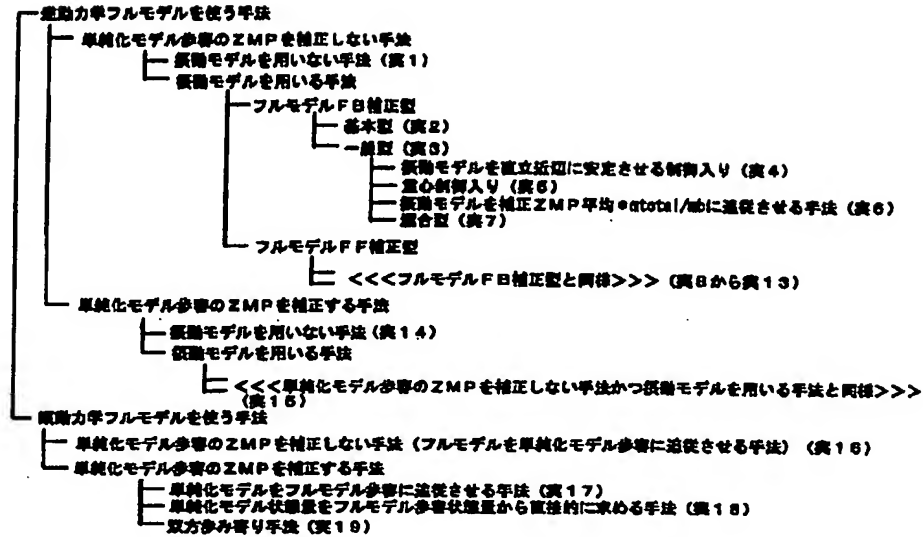 逆動力学フルモデルを使う手法
単純化モデル歩容のZMPを補正しない手法
摂動モデルを用いない手法(実1)
摂動モデルを用いる手法
フルモデルFB補正型
基本型(実2)
一般型(実3)
摂動モデルを直立近辺に安定させる制御入り(実4)
重心制御入り(実5)
摂動モデルを補正ZMP平均*mtotal/mbに追従させる手法(実6)
混合型(実7)
フルモデルFF補正型
<<<フルモデルFB補正型と同様>>>(実8から実13)
単純化モデル歩容のZMPを補正する手法
摂動モデルを用いない手法(実14)
摂動モデルを用いる手法
<<<単純化モデル歩容のZMPを補正しない手法かつ摂動モデルを用いる手法と同様>>>
(実15)
順動力学フルモデルを使う手法
単純化モデル歩容のZMPを補正しない手法(フルモデルを単純化モデル歩容に追従させる手法)(実16)
単純化モデル歩容のZMPを補正する手法
単純化モデルをフルモデル歩容に追従させる手法(実17)
単純化モデル状態量をフルモデル歩容状態量から直接的に求める手法(実18)
双方歩み寄り手法(実19)